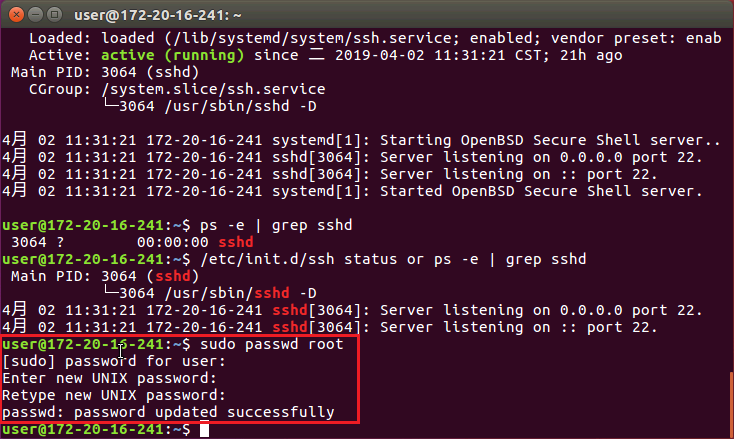 user@172-20-16-241: ~
Loaded: loaded (/lib/systemd/system/ssh.service; enabled; vendor preset: enab
Active: active (running) since 二 2019-04-02 11:31:21 CST; 21h ago
Main PID: 3064 (sshd)
CGroup: /system.slice/ssh.service
└─3064 /usr/sbin/sshd -D
4月 02 11:31:21 172-20-16-241 systemd[1]: Starting OpenBSD Secure Shell server..
4月 02 11:31:21 172-20-16-241 sshd[3064]: Server listening on 0.0.0.0 port 22.
4月 02 11:31:21 172-20-16-241 sshd[3064]: Server listening on :: port 22.
4月 02 11:31:21 172-20-16-241 systemd[1]: Started OpenBSD Secure Shell server.
user@172-20-16-241:~$ ps -e | grep sshd
3064 ? 00:00:00 sshd
user@172-20-16-241:~$ /etc/init.d/ssh status or ps -e | grep sshd
Main PID: 3064 (sshd)
└─3064 /usr/sbin/sshd -D
4月 02 11:31:21 172-20-16-241 sshd[3064]: Server listening on 0.0.0.0 port 22.
4月 02 11:31:21 172-20-16-241 sshd[3064]: Server listening on :: port 22.
user@172-20-16-241:~$ sudo passwd root
[sudo] password for user:
Enter new UNIX password:
Retype new UNIX password:
passwd: password updated successfully
user@172-20-16-241:~$